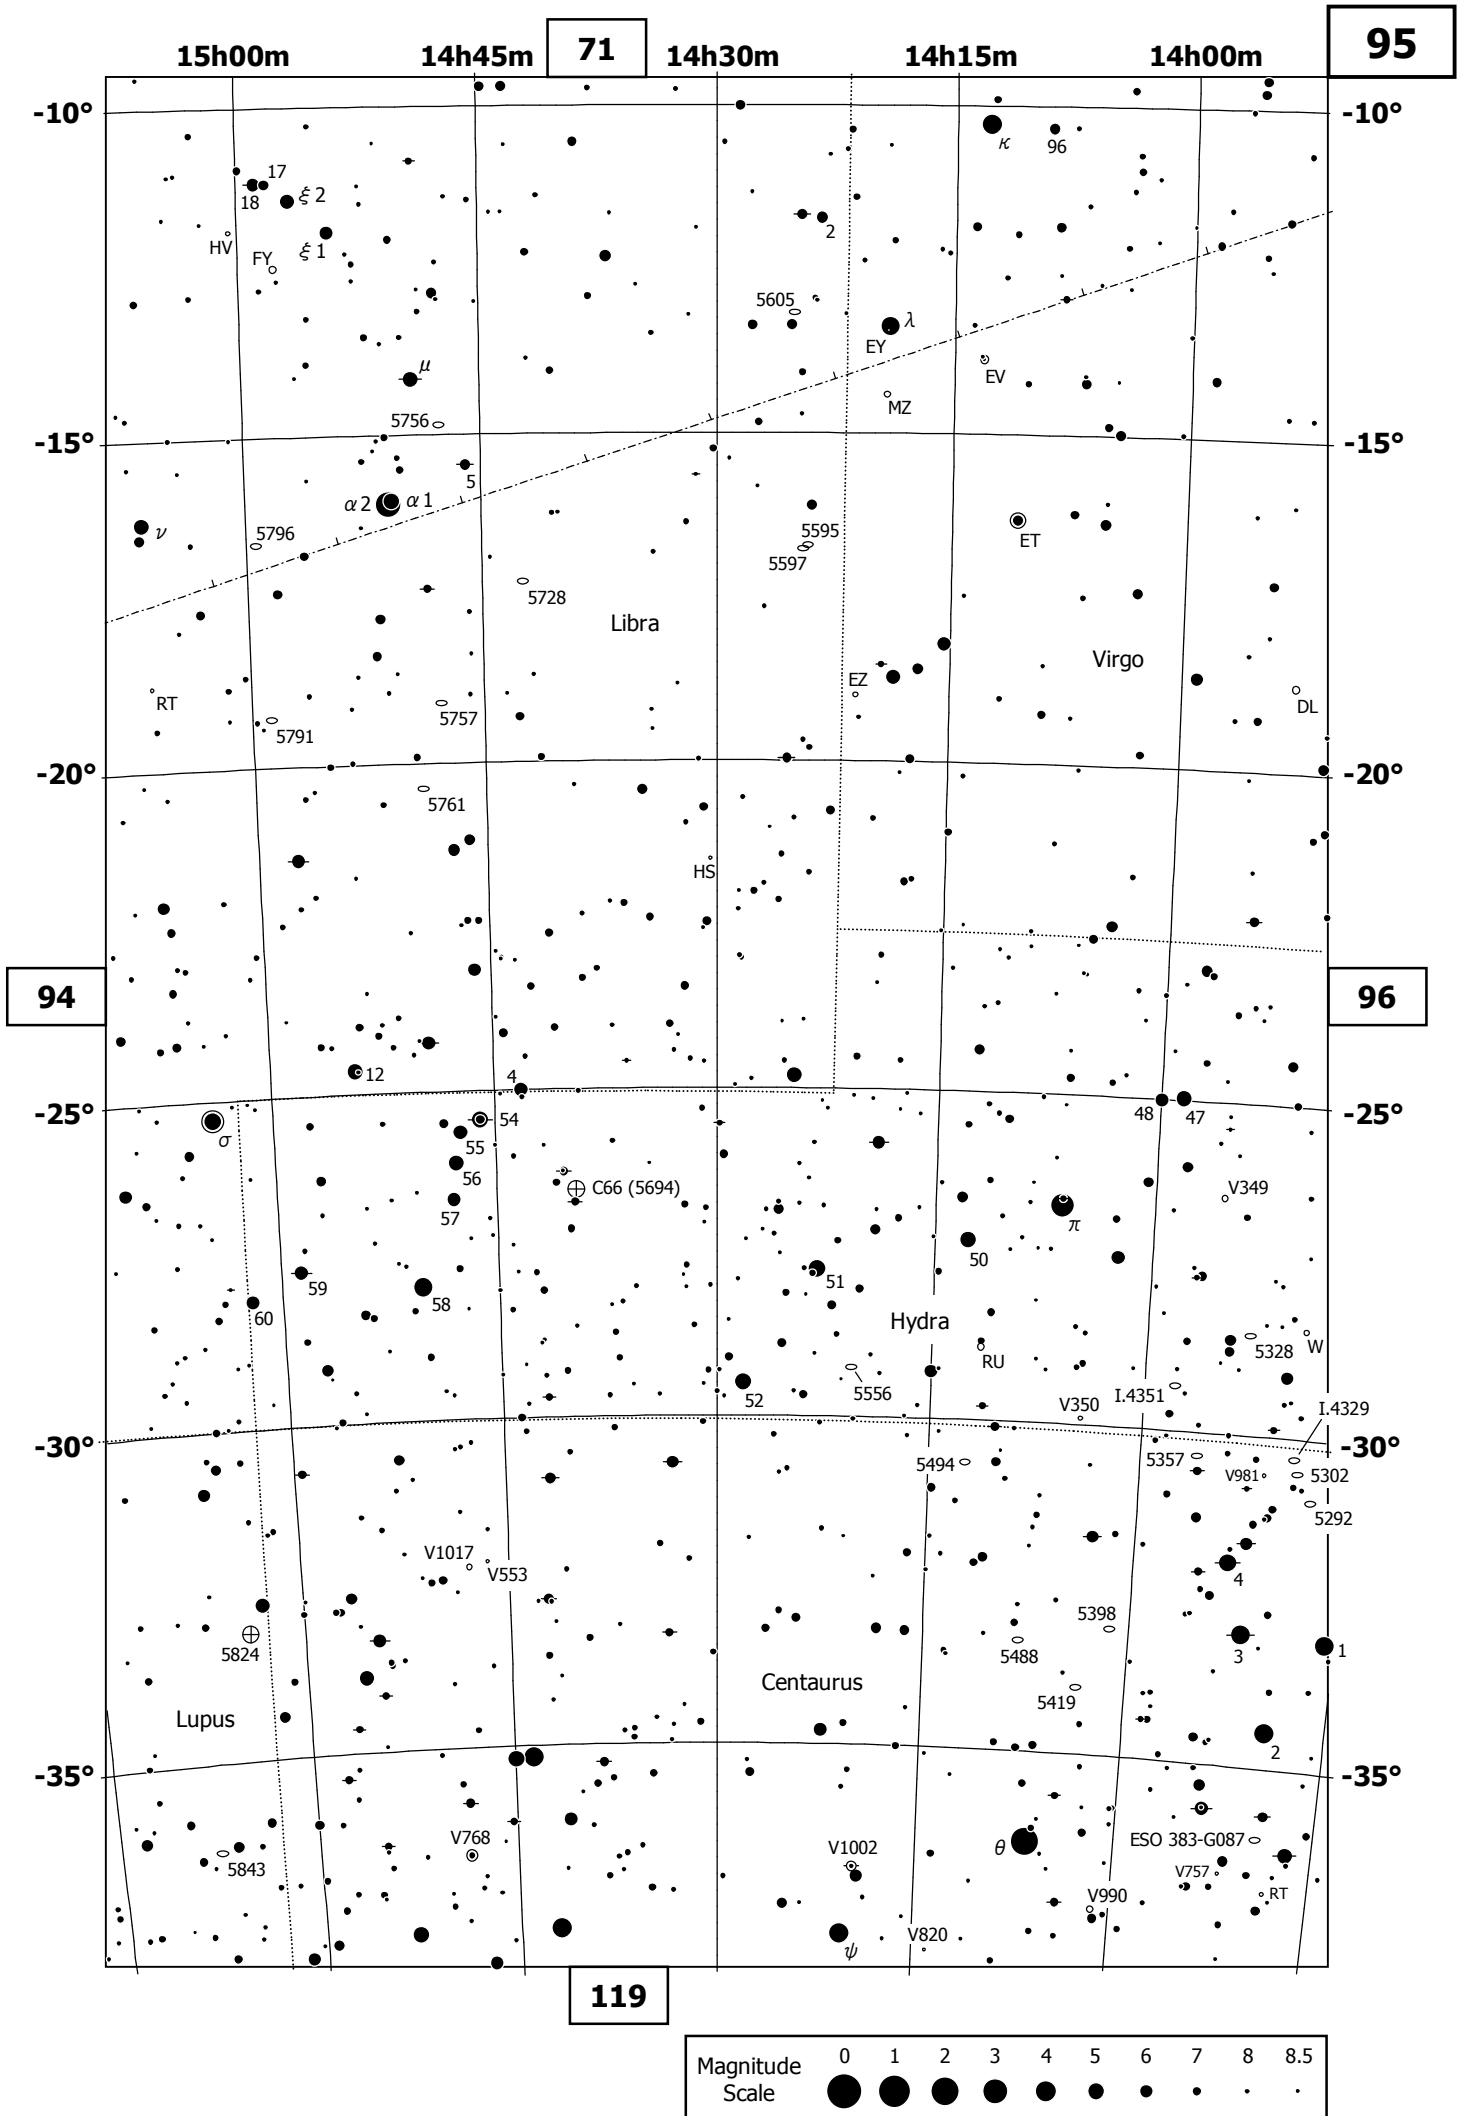 95
71
15h00m 14h45m 14h30m 14h15m 14h00m
-10° -10°
κ
96
17
18
ξ 2
2
HV
ξ 1
FY
5605
λ
EY
μ
EV
MZ
5756
-15° -15°
5
α 2 α 1
ν
5796
5595
5597
ET
5728
Libra
Virgo
EZ
RT
5757
DL
5791
-20° -20°
5761
HS
94
96
12
4
-25° -25°
54
48 47
σ
55
56
C66 (5694)
V349
57
π
50
59
51
58
60
Hydra
5328 W
RU
5556
52
I.4351
V350
I.4329
-30° -30°
5494
5357
V981
5302
5292
V1017
V553
4
5398
5824
5488
3
1
Centaurus
5419
Lupus
2
-35° -35°
V768
V1002
θ
ESO 383-G087
5843
V757
RT
V990
ψ
V820
119
Magnitude
Scale
0 1 2 3 4 5 6 7 8 8.5